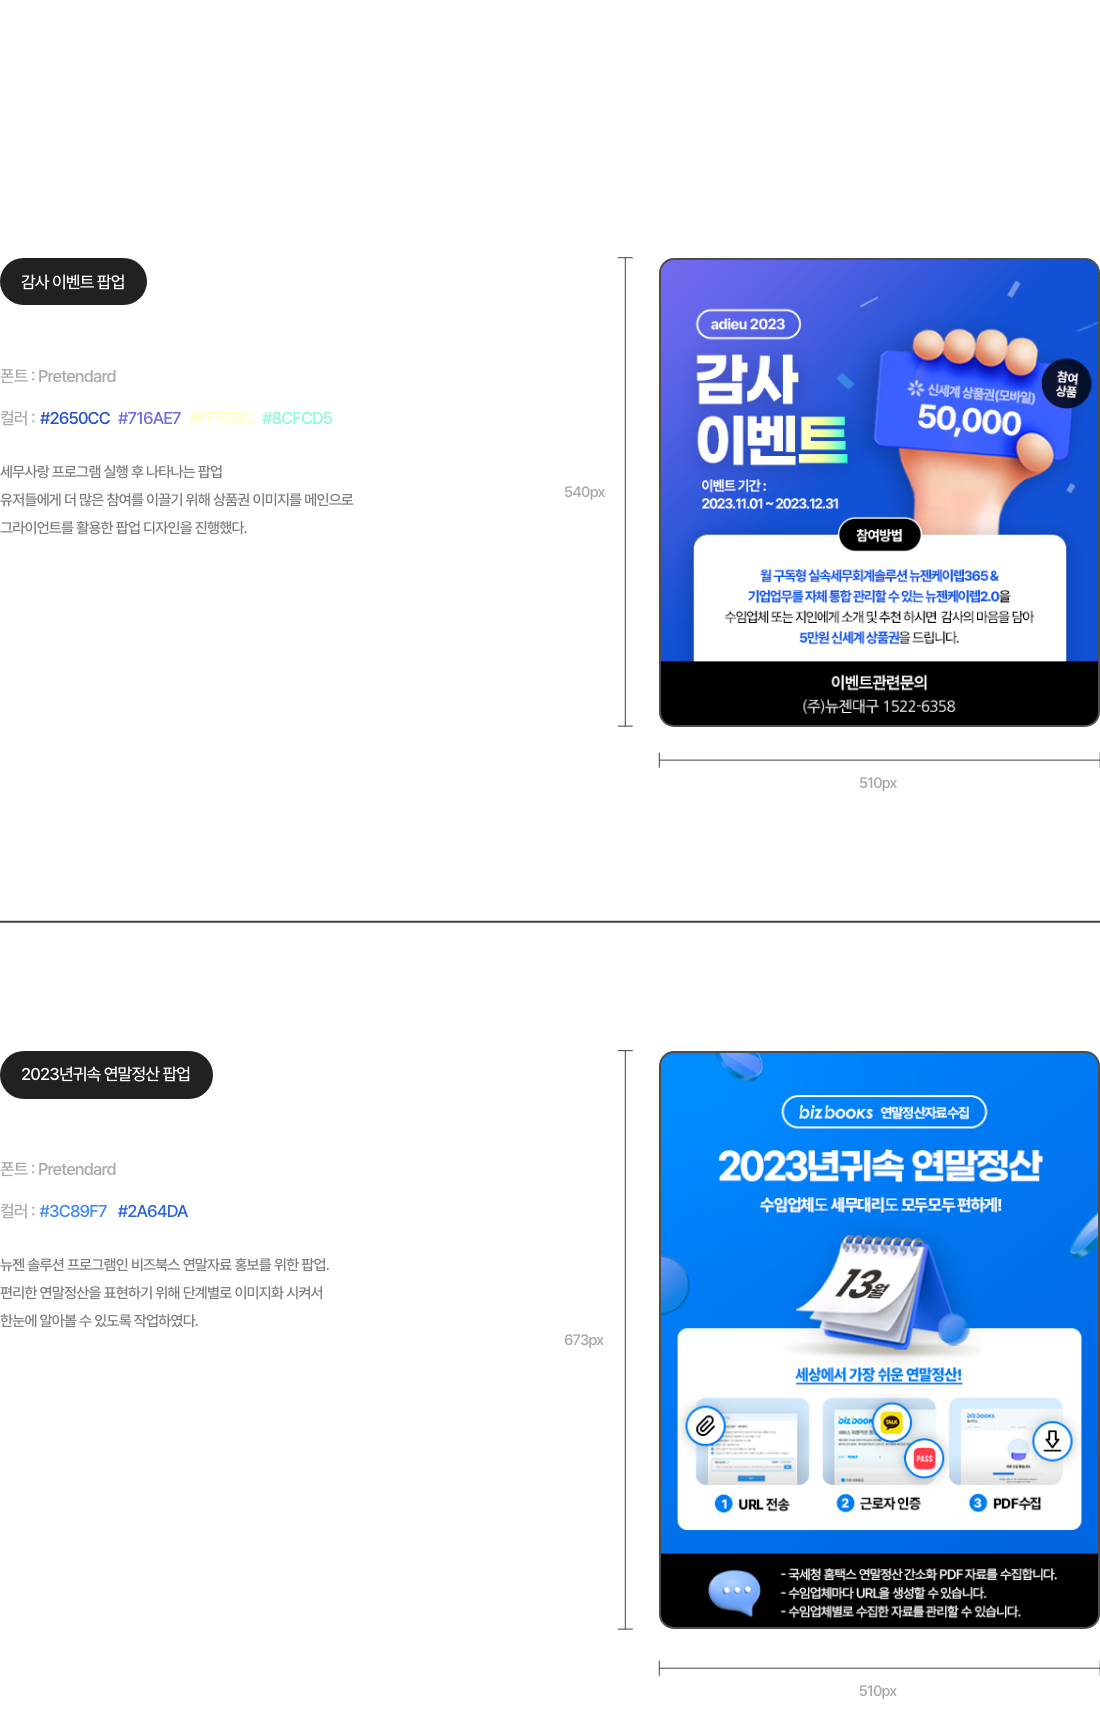 감사 이벤트 팝업
폰트 : Pretendard
컬러 : #2650CC #716AE7 #FFFFBC #8CFCD5
세무사랑 프로그램 실행 후 나타나는 팝업
유저들에게 더 많은 참여를 이끌기 위해 상품권 이미지를 메인으로
그라이언트를 활용한 팝업 디자인을 진행했다.
540px
adieu 2023
감사
이벤트
이벤트 기간 :
2023.11.01 ~ 2023.12.31
신세계 상품권(모바일)
50,000
참여
상품
참여방법
월 구독형 실속세무회계솔루션 뉴젠케이렙365 &
기업업무를 자체 통합 관리할 수 있는 뉴젠케이렙2.0을
수임업체 또는 지인에게 소개 및 추천 하시면 감사의 마음을 담아
5만원 신세계 상품권을 드립니다.
이벤트관련문의
(주)뉴젠대구 1522-6358
510px
2023년귀속 연말정산 팝업
폰트 : Pretendard
컬러 : #3C89F7 #2A64DA
뉴젠 솔루션 프로그램인 비즈북스 연말자료 홍보를 위한 팝업.
편리한 연말정산을 표현하기 위해 단계별로 이미지화 시켜서
한눈에 알아볼 수 있도록 작업하였다.
673px
bizbooks 연말정산자료수집
2023년귀속 연말정산
수임업체도 세무대리도 모두모두 편하게!
13월
세상에서 가장 쉬운 연말정산!
TALK
PASS
bizbooks
1 URL 전송
2 근로자 인증
3 PDF수집
- 국세청 홈택스 연말정산 간소화 PDF 자료를 수집합니다.
- 수임업체마다 URL을 생성할 수 있습니다.
- 수임업체별로 수집한 자료를 관리할 수 있습니다.
510px